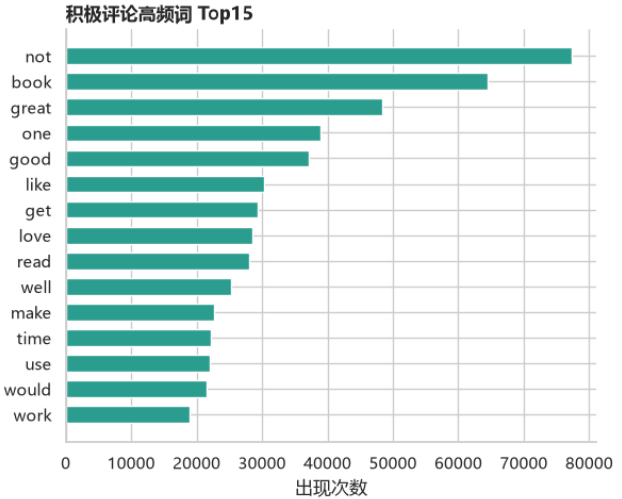 积极评论高频词 Top15
not
book
great
one
good
like
get
love
read
well
make
time
use
would
work
0 10000 20000 30000 40000 50000 60000 70000 80000
出现次数